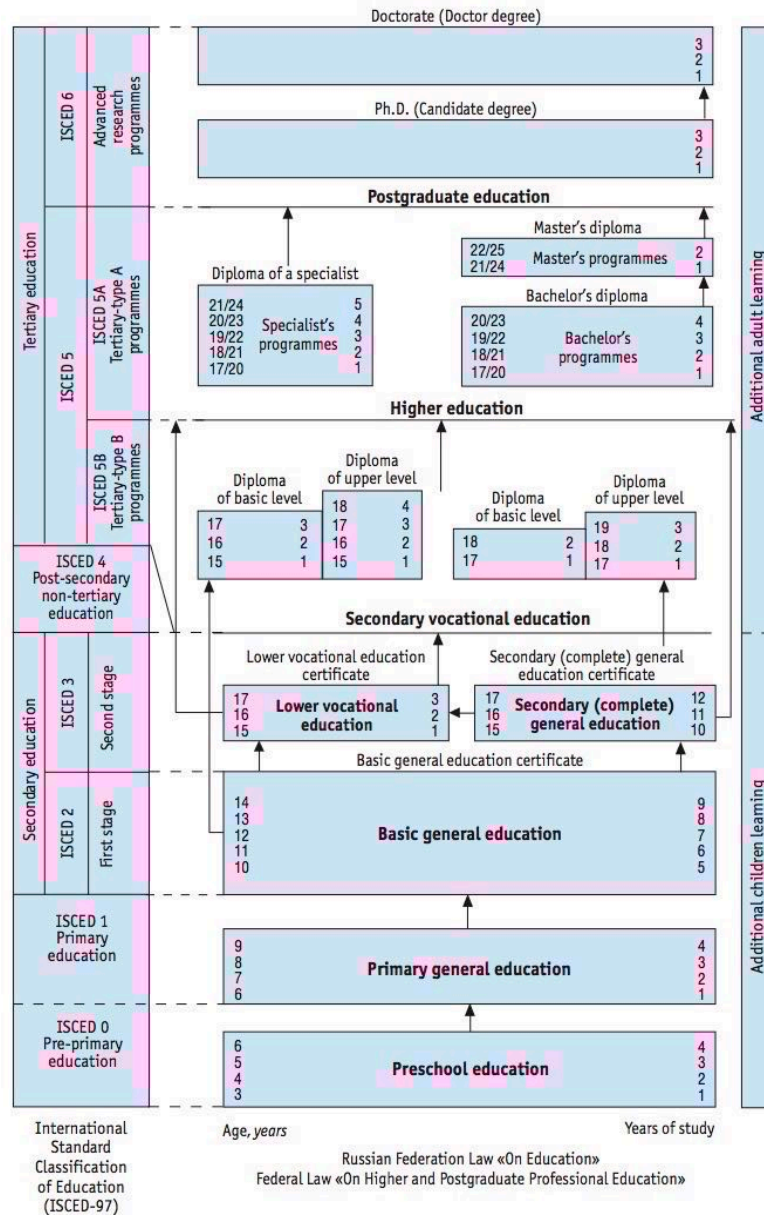 Doctorate (Doctor degree)
3
2
1
Ph.D. (Candidate degree)
3
2
1
Postgraduate education
Master's diploma
22/25 Master's programmes 2
21/24 1
Diploma of a specialist
21/24 5
20/23 Specialist's 4
19/22 programmes 3
18/21 2
17/20 1
Bachelor's diploma
20/23 4
19/22 Bachelor's 3
18/21 programmes 2
17/20 1
Higher education
Diploma
of basic level
17 3
16 2
15 1
Diploma
of upper level
18 4
17 3
16 2
15 1
Diploma
of basic level
18 2
17 1
Diploma
of upper level
19 3
18 2
17 1
Secondary vocational education
Lower vocational education
certificate
17 3
16 Lower vocational 2
15 education 1
Secondary (complete) general
education certificate
17 12
16 Secondary (complete) 11
15 general education 10
Basic general education certificate
14 9
13 8
12 Basic general education 7
11 6
10 5
9 4
8 Primary general education 3
7 2
6 1
6 4
5 Preschool education 3
4 2
3 1
Age, years
Years of study
Russian Federation Law «On Education»
Federal Law «On Higher and Postgraduate Professional Education»
Tertiary education
ISCED 6
Advanced
research
programmes
ISCED 5
ISCED 5A
Tertiary-type A
programmes
ISCED 5B
Tertiary-type B
programmes
ISCED 4
Post-secondary
non-tertiary
education
Secondary education
ISCED 3
Second stage
ISCED 2
First stage
ISCED 1
Primary
education
ISCED 0
Pre-primary
education
International
Standard
Classification
of Education
(ISCED-97)
Additional adult learning
Additional children learning